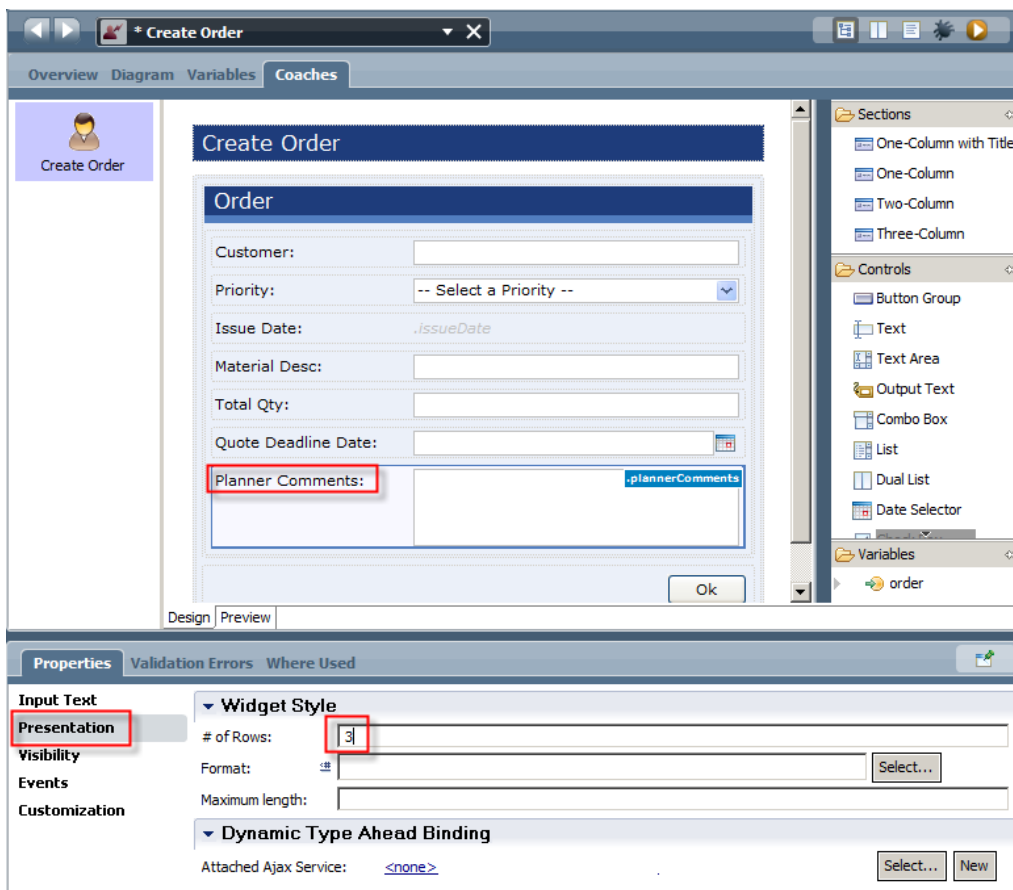 * Create Order
Overview Diagram Variables Coaches
Create Order
Create Order
Order
Customer:
Priority: -- Select a Priority --
Issue Date: .issueDate
Material Desc:
Total Qty:
Quote Deadline Date:
Planner Comments: .plannerComments
Ok
Design Preview
Sections
One-Column with Title
One-Column
Two-Column
Three-Column
Controls
Button Group
Text
Text Area
Output Text
Combo Box
List
Dual List
Date Selector
Variables
order
Properties Validation Errors Where Used
Input Text
Presentation
Visibility
Events
Customization
Widget Style
# of Rows: 3
Format: <# Select...
Maximum length:
Dynamic Type Ahead Binding
Attached Ajax Service: <none> Select... New